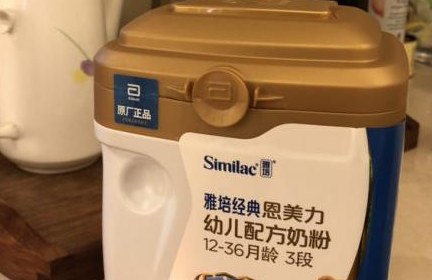 原厂正品
Similac 雅培
雅培经典恩美力
幼儿配方奶粉
12-36月龄 3段